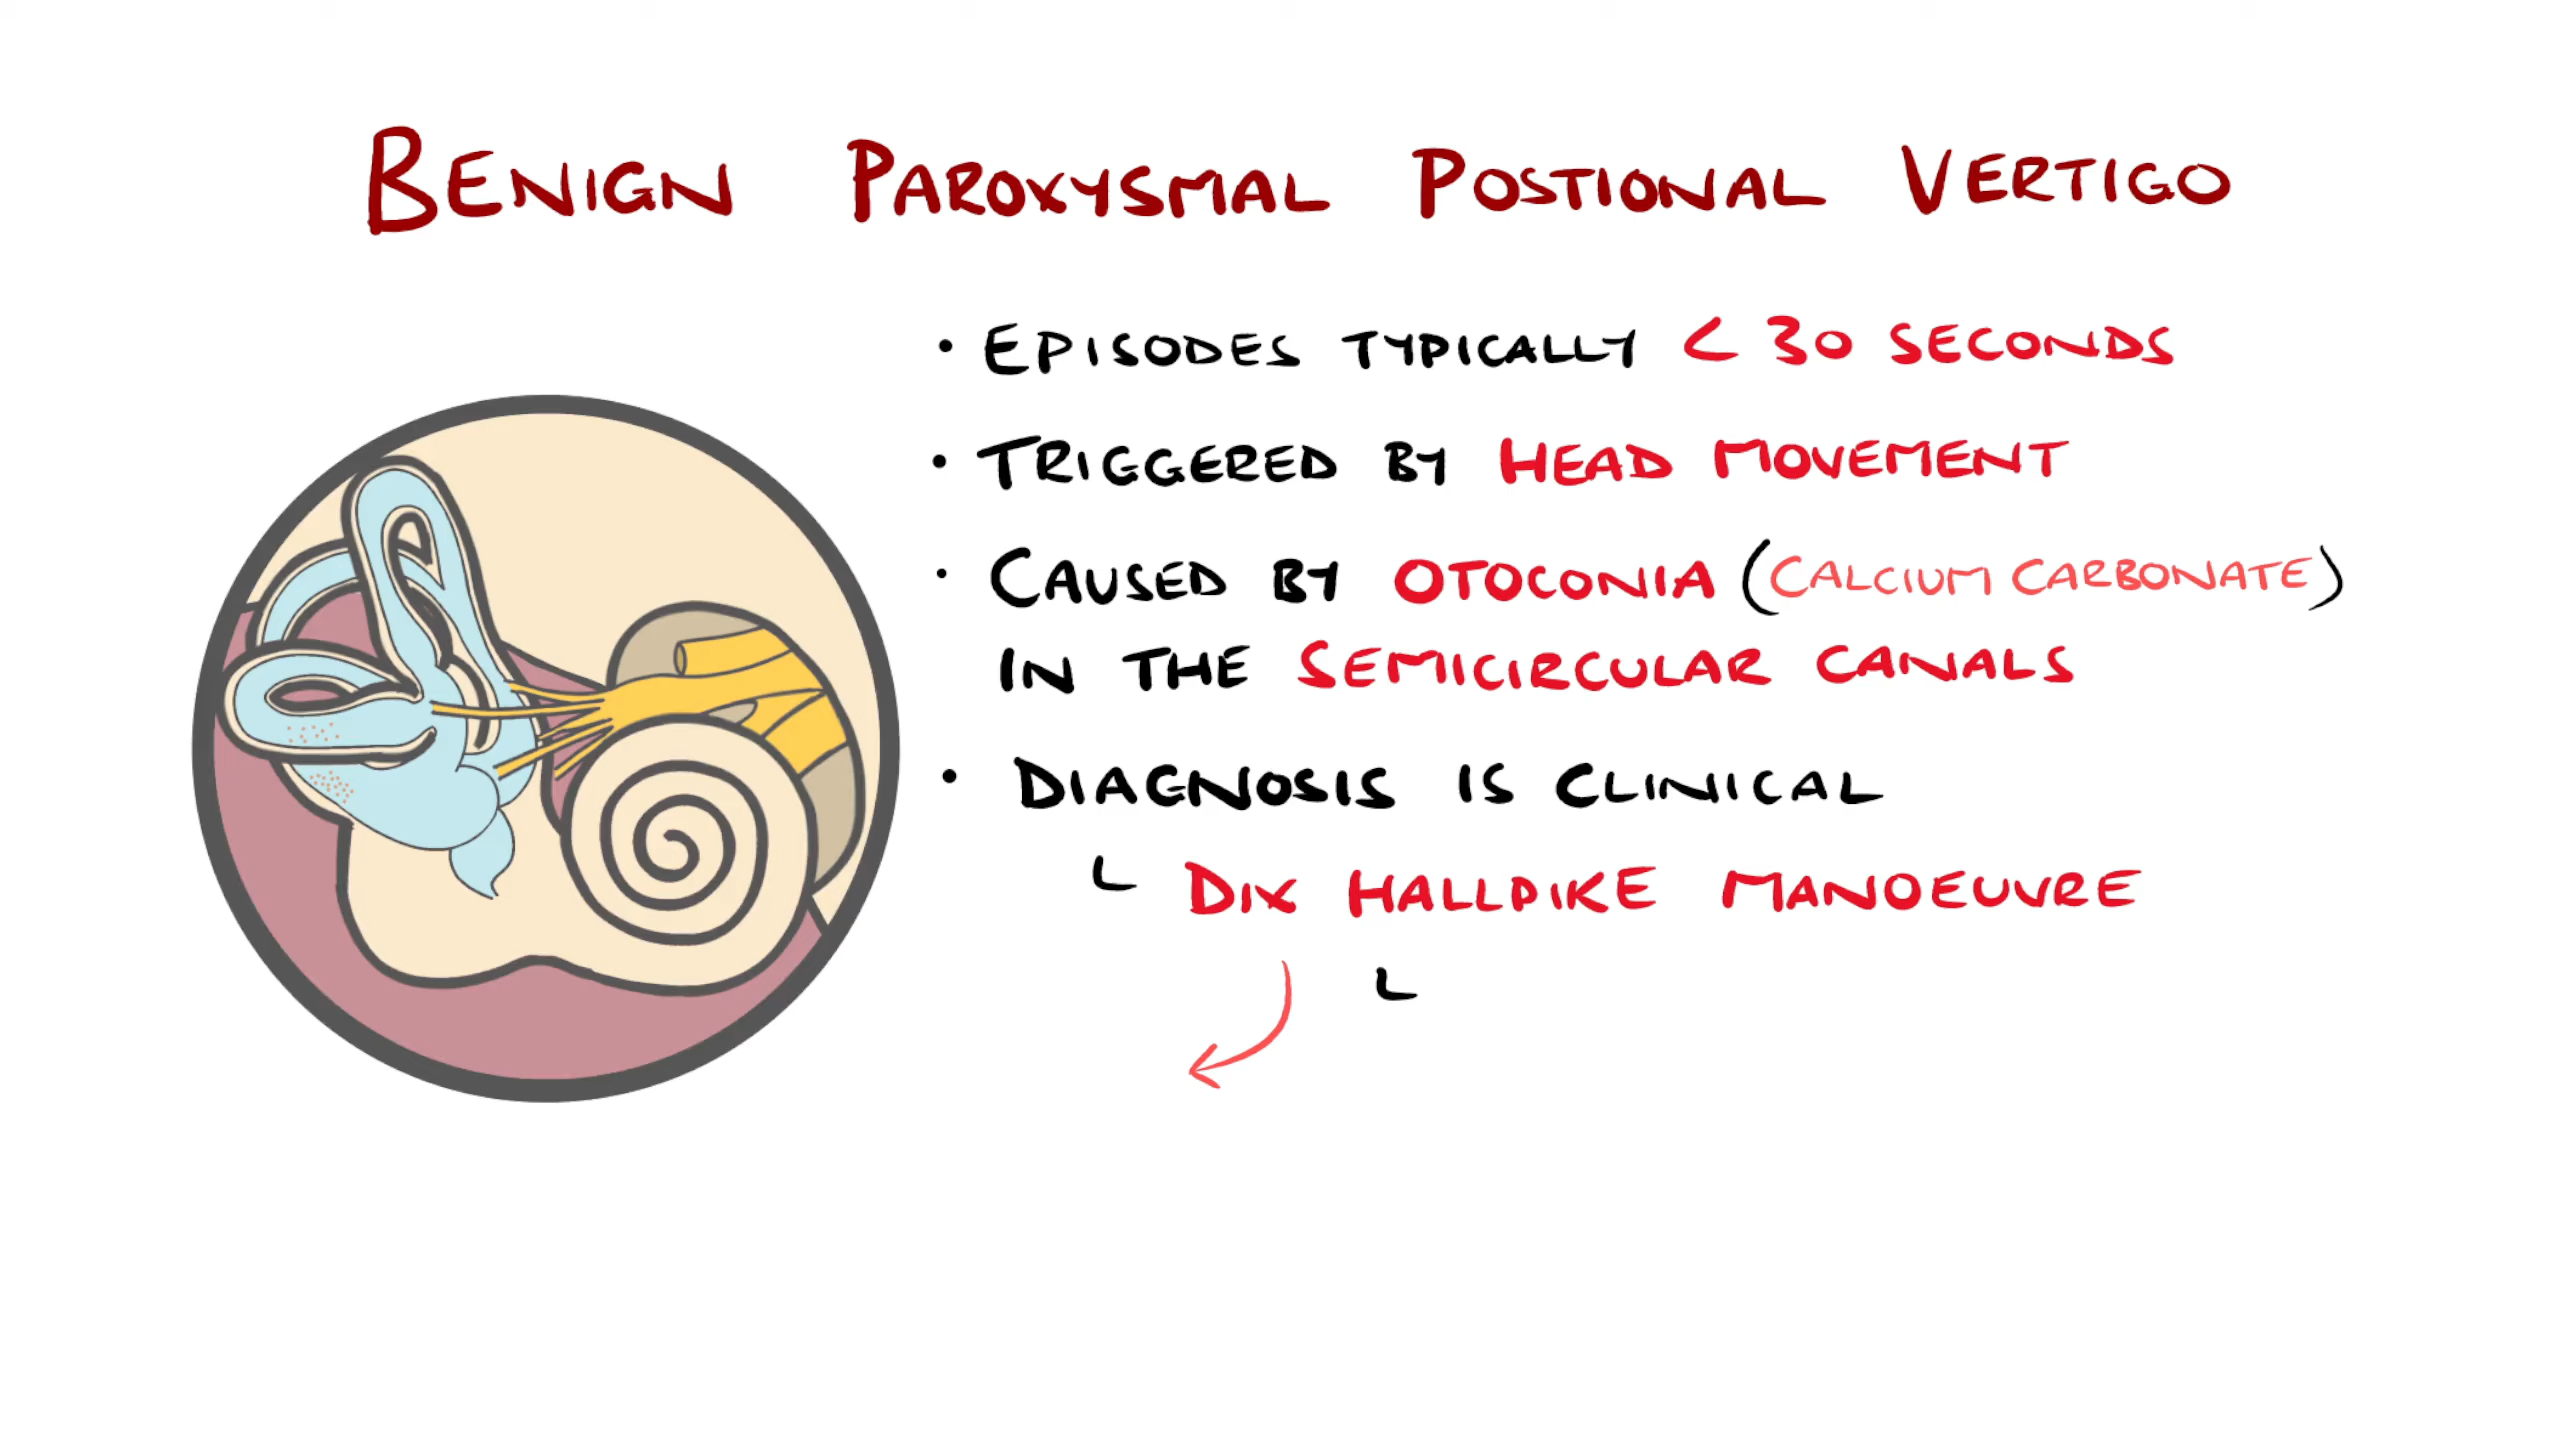 BENIGN PAROXYSMAL POSTIONAL VERTIGO
• EPISODES TYPICALLY < 30 SECONDS
• TRIGGERED BY HEAD MOVEMENT
• CAUSED BY OTOCONIA (CALCIUM CARBONATE)
IN THE SEMICIRCULAR CANALS
• DIAGNOSIS IS CLINICAL
DIX HALLPIKE MANOEUVRE